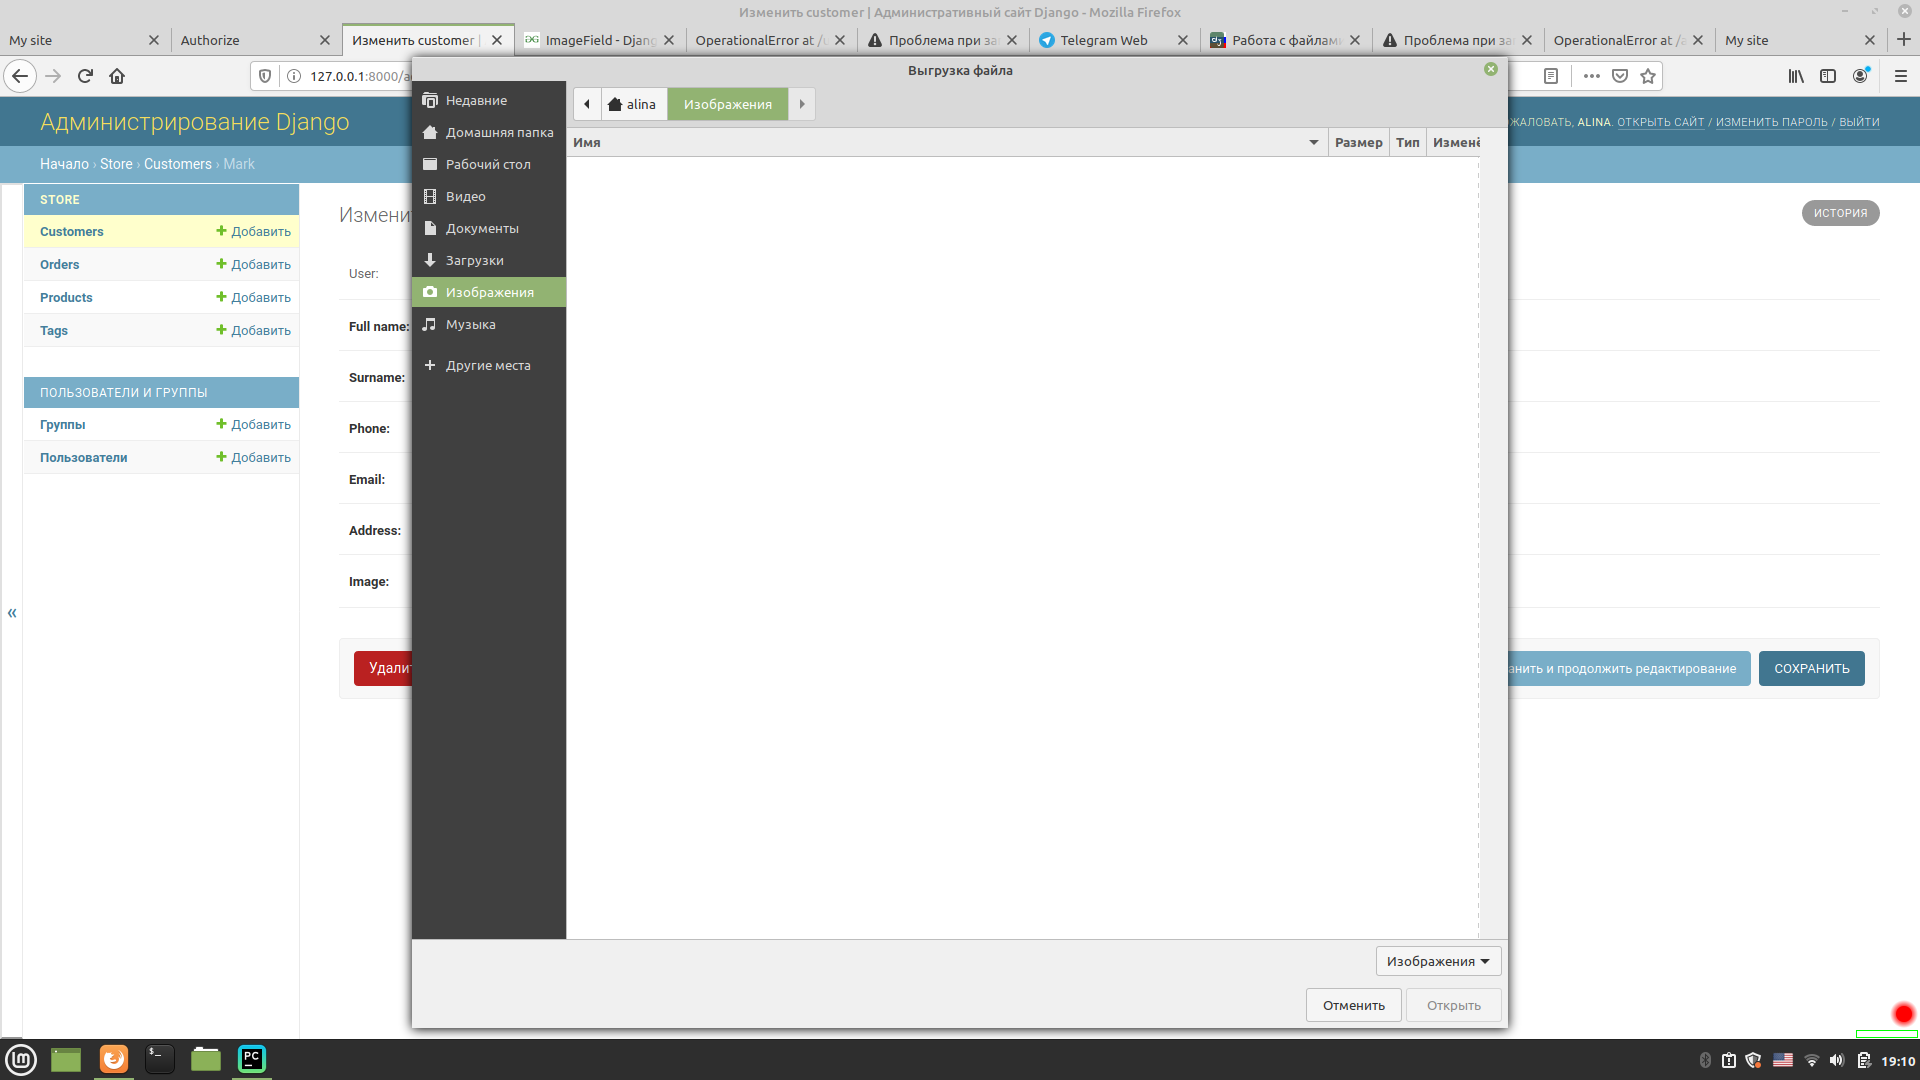 Изменить customer | Административный сайт Django - Mozilla Firefox
My site
Authorize
Изменить customer |
ImageField - Djang
OperationalError at /
Проблема при за
Telegram Web
Работа с файлами
Проблема при за
OperationalError at /a
My site
127.0.0.1:8000/a
Выгрузка файла
Администрирование Django
ЖАЛОВАТЬ, ALINA. ОТКРЫТЬ САЙТ / ИЗМЕНИТЬ ПАРОЛЬ / ВЫЙТИ
Начало › Store › Customers › Mark
STORE
Customers Добавить
Orders Добавить
Products Добавить
Tags Добавить
ПОЛЬЗОВАТЕЛИ И ГРУППЫ
Группы Добавить
Пользователи Добавить
«
Измени
ИСТОРИЯ
User:
Full name:
Surname:
Phone:
Email:
Address:
Image:
Удалит
анить и продолжить редактирование
СОХРАНИТЬ
Недавние
Домашняя папка
Рабочий стол
Видео
Документы
Загрузки
Изображения
Музыка
Другие места
alina
Изображения
Имя
Размер
Тип
Измене
Изображения
Отменить
Открыть
19:10